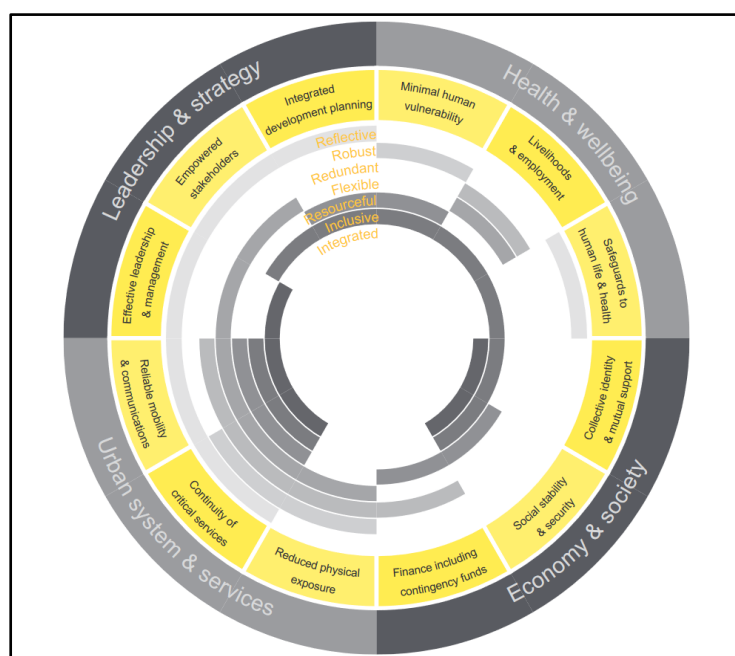 Leadership & strategy
Health & wellbeing
Integrated
development planning
Minimal human
vulnerability
Empowered
stakeholders
Livelihoods
& employment
Effective leadership
& management
Safeguards to
human life & health
Reflective
Robust
Redundant
Flexible
Resourceful
Inclusive
Integrated
Reliable mobility
& communications
Collective identity
& mutual support
Continuity of
critical services
Social stability
& security
Reduced physical
exposure
Finance including
contingency funds
Urban system & services
Economy & society